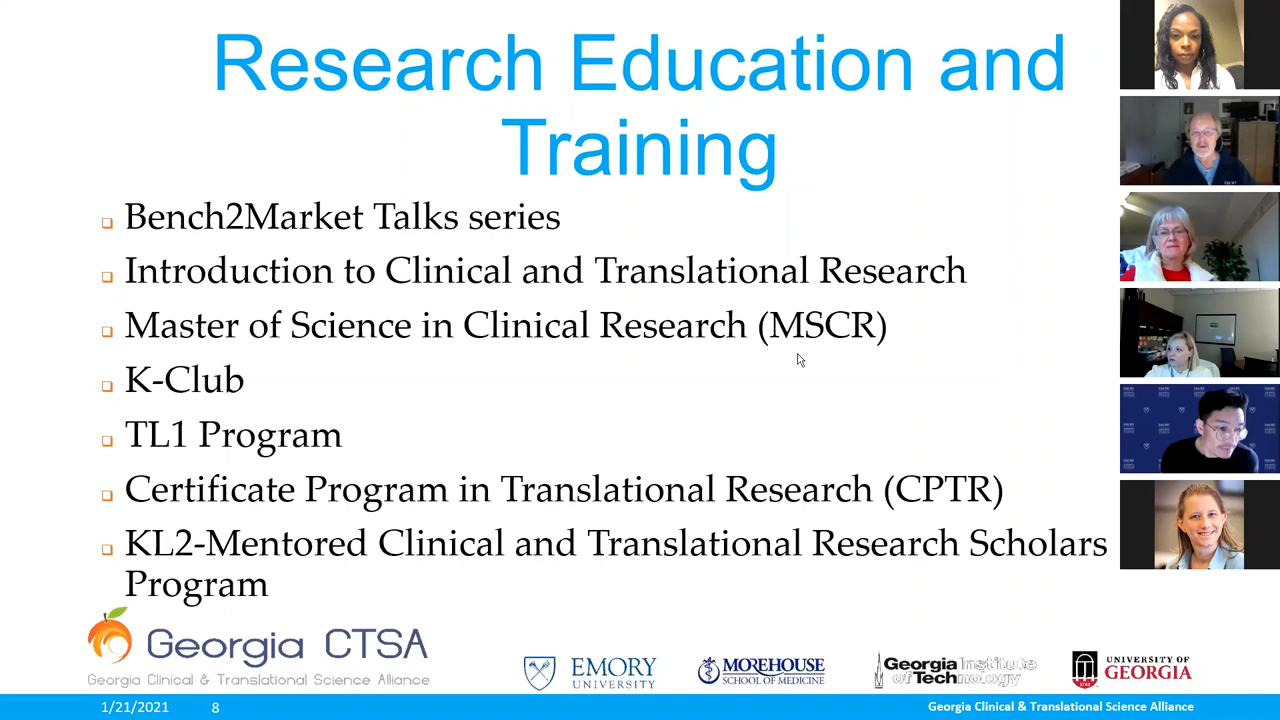 Research Education and
Training
Bench2Market Talks series
Introduction to Clinical and Translational Research
Master of Science in Clinical Research (MSCR)
K-Club
TL1 Program
Certificate Program in Translational Research (CPTR)
KL2-Mentored Clinical and Translational Research Scholars
Program
Georgia CTSA
Georgia Clinical & Translational Science Alliance
EMORY
UNIVERSITY
MOREHOUSE
SCHOOL OF MEDICINE
Georgia Institute
of Technology
UNIVERSITY OF
GEORGIA
1785
1/21/2021
8
Georgia Clinical & Translational Science Alliance